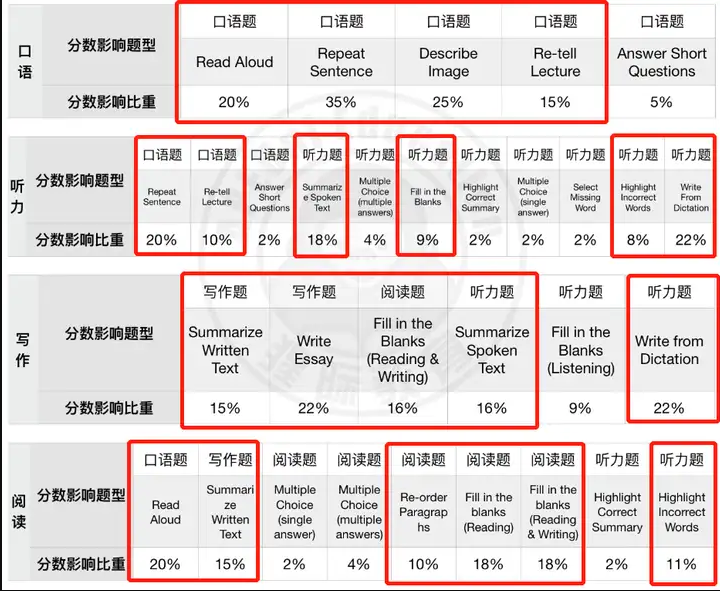 口语
分数影响题型
口语题 口语题 口语题 口语题 口语题
Read Aloud
Repeat
Sentence
Describe
Image
Re-tell
Lecture
Answer Short
Questions
分数影响比重 20% 35% 25% 15% 5%
听力
分数影响题型
口语题 口语题 口语题 听力题 听力题 听力题 听力题 听力题 听力题 听力题 听力题
Repeat
Sentence
Re-tell
Lecture
Answer
Short
Questions
Summariz
e Spoken
Text
Multiple
Choice
(multiple
answers)
Fill in the
Blanks
Highlight
Correct
Summary
Multiple
Choice
(single
answer)
Select
Missing
Word
Highlight
Incorrect
Words
Write
From
Dictation
分数影响比重 20% 10% 2% 18% 4% 9% 2% 2% 2% 8% 22%
写作
分数影响题型
写作题 写作题 阅读题 听力题 听力题 听力题
Summarize
Written
Text
Write
Essay
Fill in the
Blanks
(Reading &
Writing)
Summarize
Spoken
Text
Fill in the
Blanks
(Listening)
Write from
Dictation
分数影响比重 15% 22% 16% 16% 9% 22%
阅读
分数影响题型
口语题 写作题 阅读题 阅读题 阅读题 阅读题 阅读题 听力题 听力题
Read
Aloud
Summari
ze
Written
Text
Multiple
Choice
(single
answer)
Multiple
Choice
(multiple
answers)
Re-order
Paragrap
hs
Fill in the
blanks
(Reading)
Fill in the
blanks
(Reading
& Writing)
Highlight
Correct
Summary
Highlight
Incorrect
Words
分数影响比重 20% 15% 2% 4% 10% 18% 18% 2% 11%